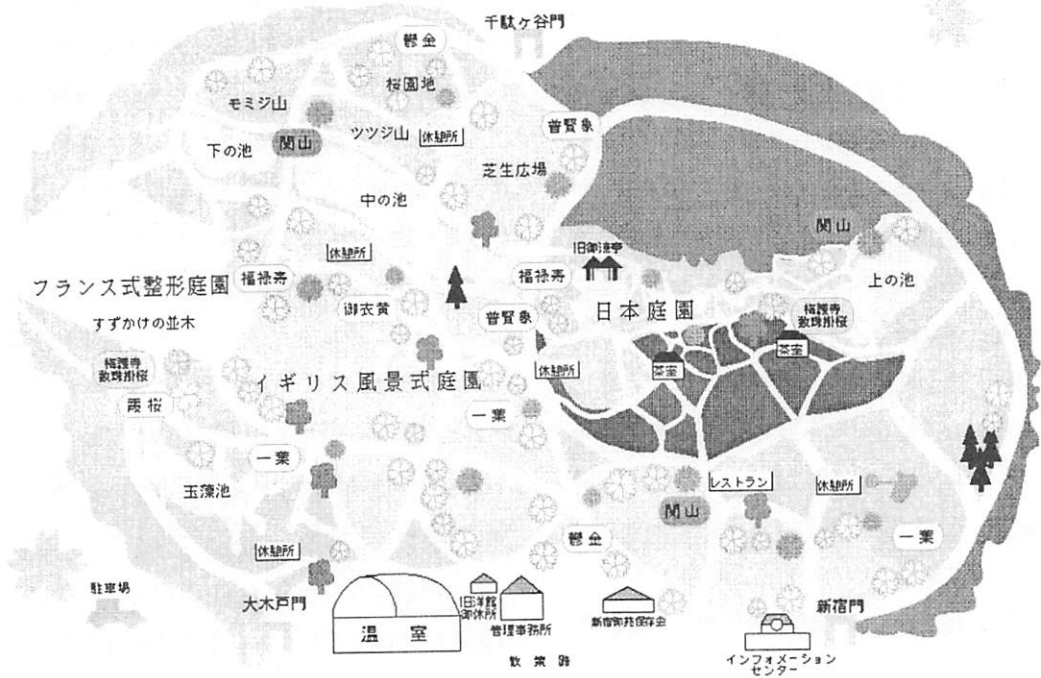 千駄ヶ谷門
鬱金
桜園地
モミジ山
ツツジ山
休憩所
普賢象
下の池
関山
芝生広場
中の池
関山
休憩所
旧御涼亭
上の池
フランス式整形庭園
福禄寿
御衣黄
福禄寿
日本庭園
梅護寺
数珠掛桜
すずかけの並木
普賢象
茶室
梅護寺
数珠掛桜
休憩所
茶室
イギリス風景式庭園
霞桜
一葉
一葉
玉藻池
レストラン
休憩所
関山
一葉
鬱金
休憩所
駐車場
大木戸門
温室
旧洋館
御休所
管理事務所
新宿御苑保存会
新宿門
インフォメーション
センター
散策路